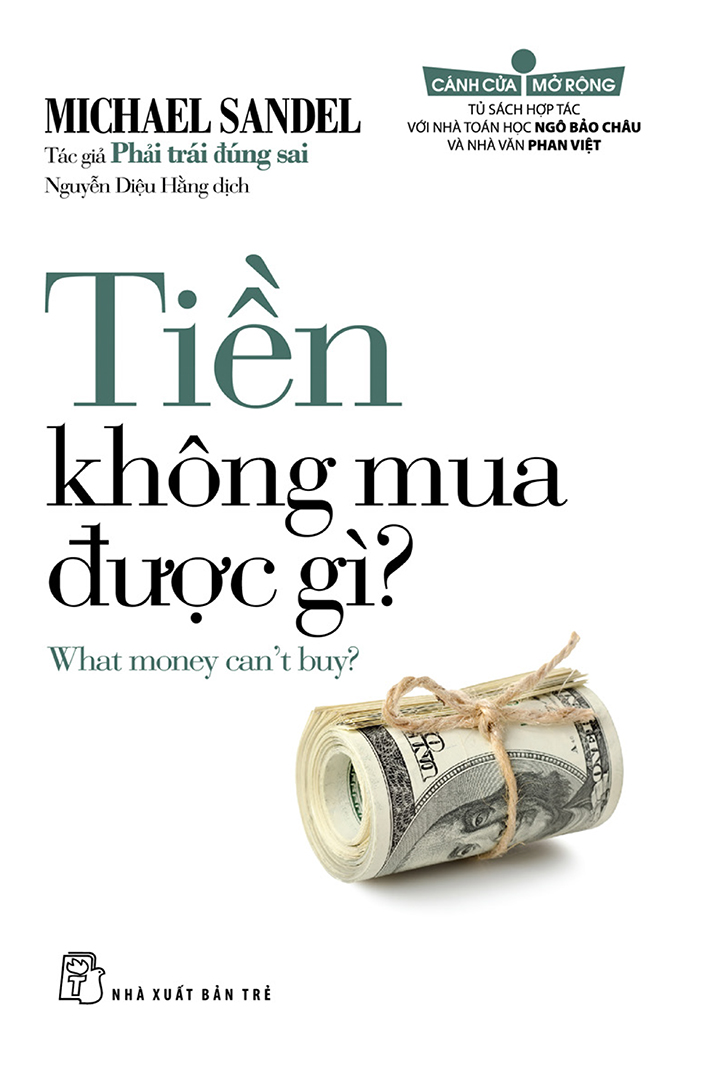 MICHAEL SANDEL
Tác giả Phải trái đúng sai
Nguyễn Diệu Hằng dịch
CÁNH CỬA MỞ RỘNG
TỦ SÁCH HỢP TÁC
VỚI NHÀ TOÁN HỌC NGÔ BẢO CHÂU
VÀ NHÀ VĂN PHAN VIỆT
Tiền
không mua
được gì?
What money can't buy?
NHÀ XUẤT BẢN TRẺ